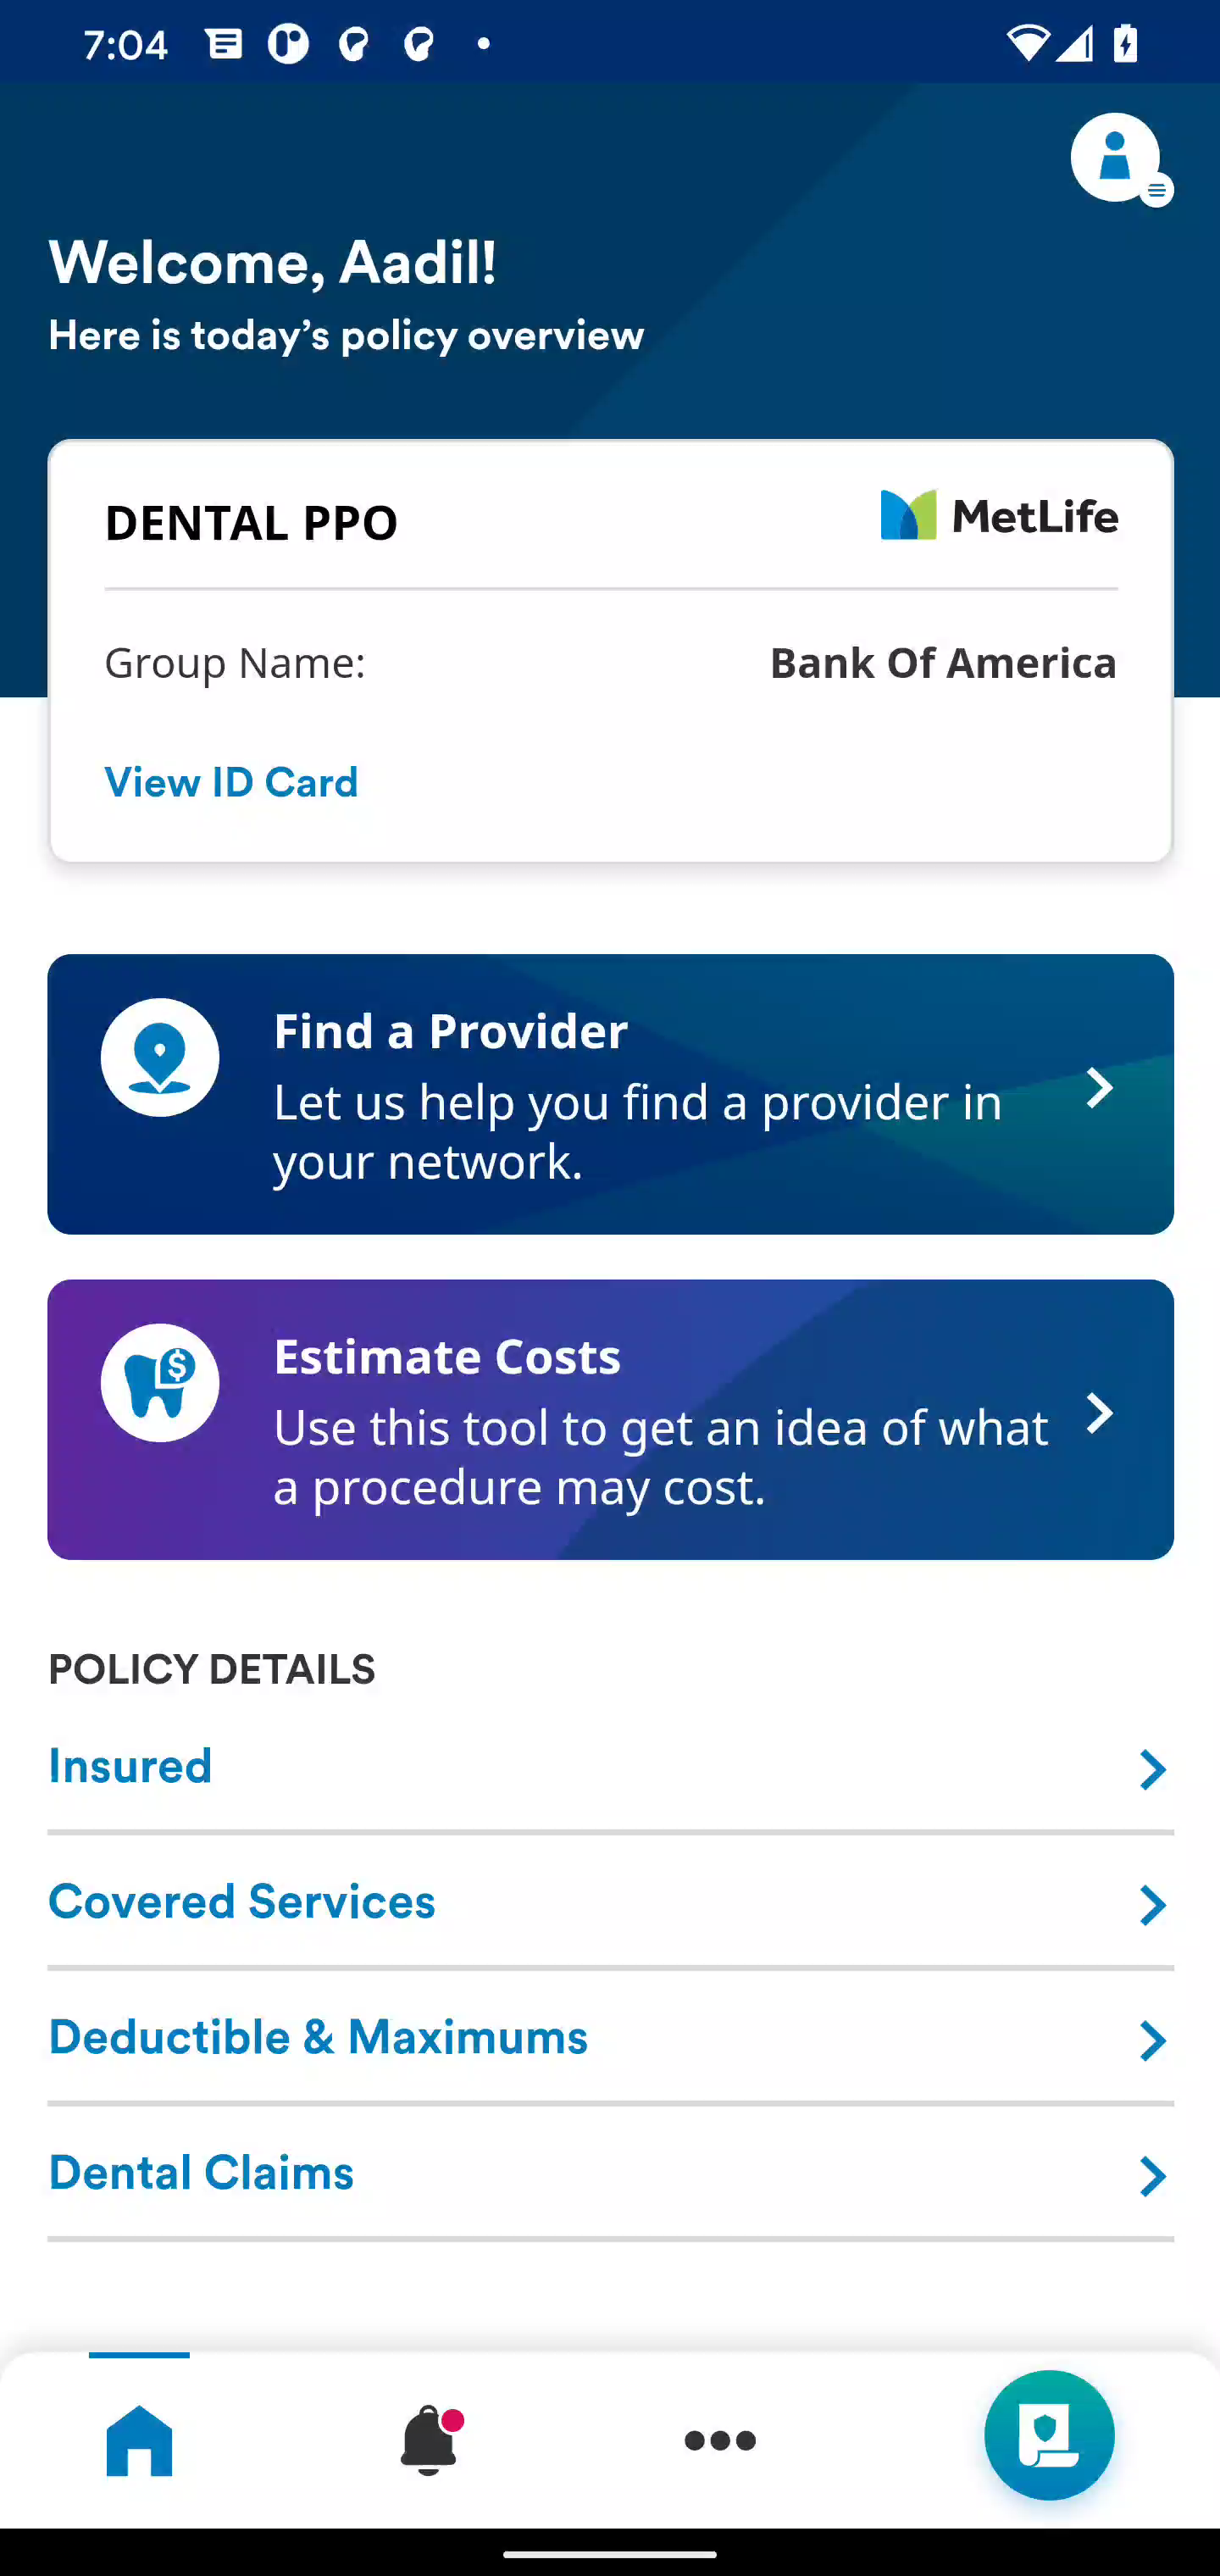 7:04
Welcome, Aadil!
Here is today’s policy overview
DENTAL PPO
MetLife
Group Name:
Bank Of America
View ID Card
Find a Provider
Let us help you find a provider in
your network.
$
Estimate Costs
Use this tool to get an idea of what
a procedure may cost.
POLICY DETAILS
Insured
Covered Services
Deductible & Maximums
Dental Claims